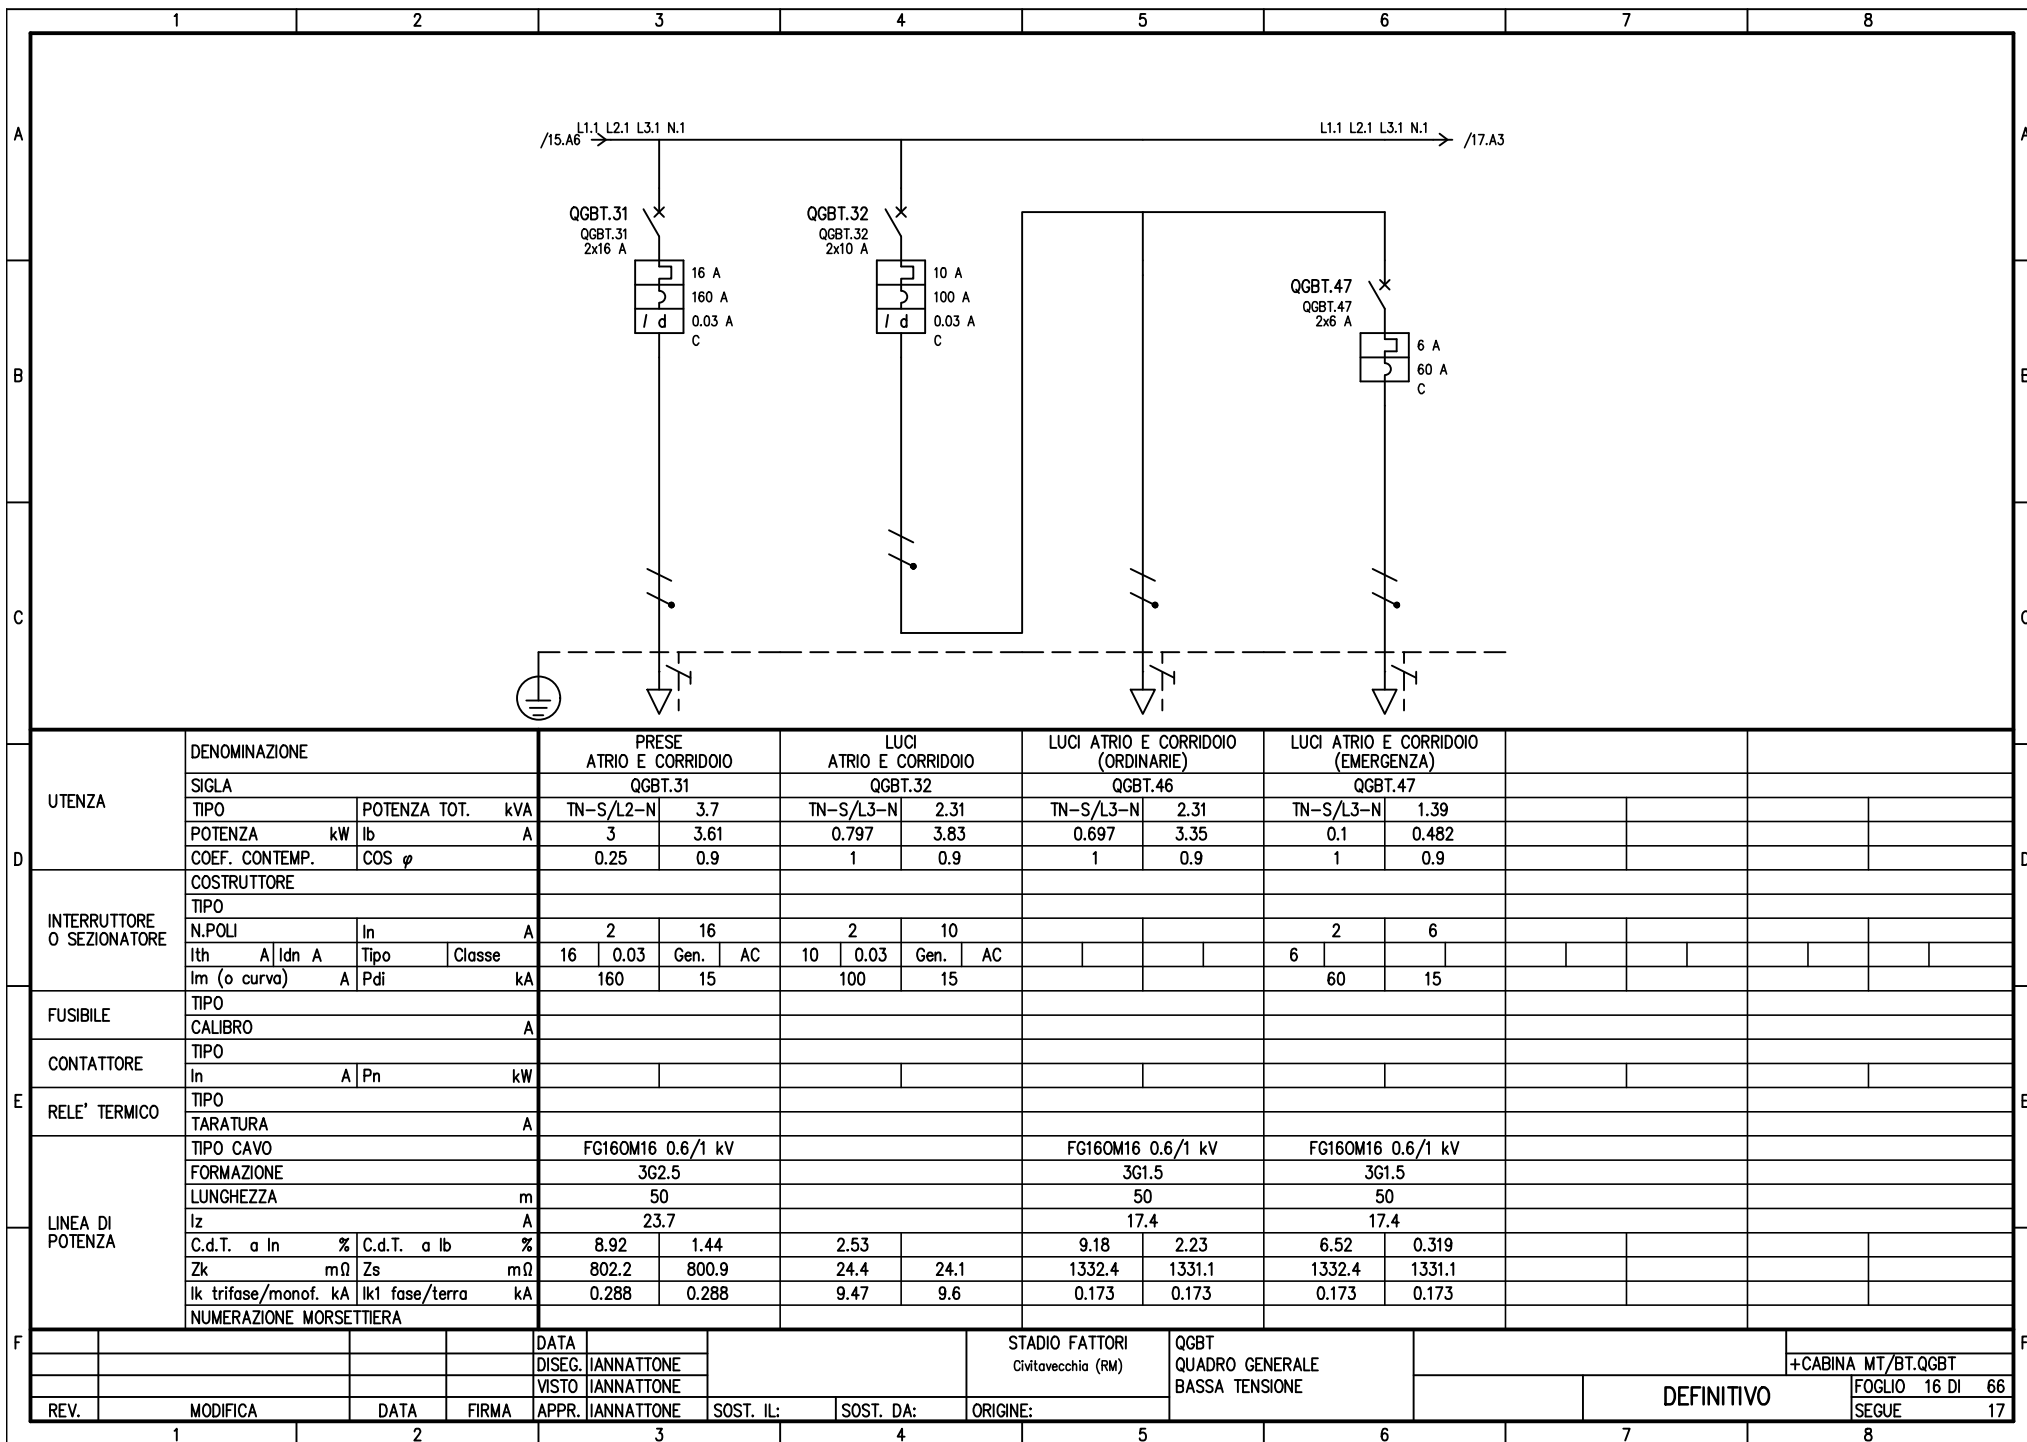 1 2 3 4 5 6 7 8
A A
L1.1 L2.1 L3.1 N.1 L1.1 L2.1 L3.1 N.1
/15.A6 /17.A3
QGBT.31 QGBT.32
QGBT.31 QGBT.32
2x16 A 2x10 A
16 A 10 A
160 A 100 A
I d 0.03 A I d 0.03 A
C C
QGBT.47
QGBT.47
2x6 A
6 A
60 A
C
B B
C C
UTENZA
DENOMINAZIONE PRESE LUCI LUCI ATRIO E CORRIDOIO LUCI ATRIO E CORRIDOIO
ATRIO E CORRIDOIO ATRIO E CORRIDOIO (ORDINARIE) (EMERGENZA)
SIGLA QGBT.31 QGBT.32 QGBT.46 QGBT.47
TIPO POTENZA TOT. kVA TN-S/L2-N 3.7 TN-S/L3-N 2.31 TN-S/L3-N 2.31 TN-S/L3-N 1.39
POTENZA kW Ib A 3 3.61 0.797 3.83 0.697 3.35 0.1 0.482
D COEF. CONTEMP. COS φ 0.25 0.9 1 0.9 1 0.9 1 0.9 D
INTERRUTTORE
O SEZIONATORE
COSTRUTTORE
TIPO
N.POLI In A 2 16 2 10 2 6
Ith A Idn A Tipo Classe 16 0.03 Gen. AC 10 0.03 Gen. AC 6
Im (o curva) A Pdi kA 160 15 100 15 60 15
FUSIBILE
TIPO
CALIBRO A
CONTATTORE
TIPO
In A Pn kW
E E
RELE' TERMICO
TIPO
TARATURA A
LINEA DI
POTENZA
TIPO CAVO FG16OM16 0.6/1 kV FG16OM16 0.6/1 kV FG16OM16 0.6/1 kV
FORMAZIONE 3G2.5 3G1.5 3G1.5
LUNGHEZZA m 50 50 50
Iz A 23.7 17.4 17.4
C.d.T. a In % C.d.T. a Ib % 8.92 1.44 2.53 9.18 2.23 6.52 0.319
Zk mΩ Zs mΩ 802.2 800.9 24.4 24.1 1332.4 1331.1 1332.4 1331.1
Ik trifase/monof. kA Ik1 fase/terra kA 0.288 0.288 9.47 9.6 0.173 0.173 0.173 0.173
NUMERAZIONE MORSETTIERA
F F
DATA STADIO FATTORI QGBT
DISEG. IANNATTONE Civitavecchia (RM) QUADRO GENERALE +CABINA MT/BT.QGBT
VISTO IANNATTONE BASSA TENSIONE DEFINITIVO FOGLIO 16 DI 66
REV. MODIFICA DATA FIRMA APPR. IANNATTONE SOST. IL: SOST. DA: ORIGINE: SEGUE 17
1 2 3 4 5 6 7 8